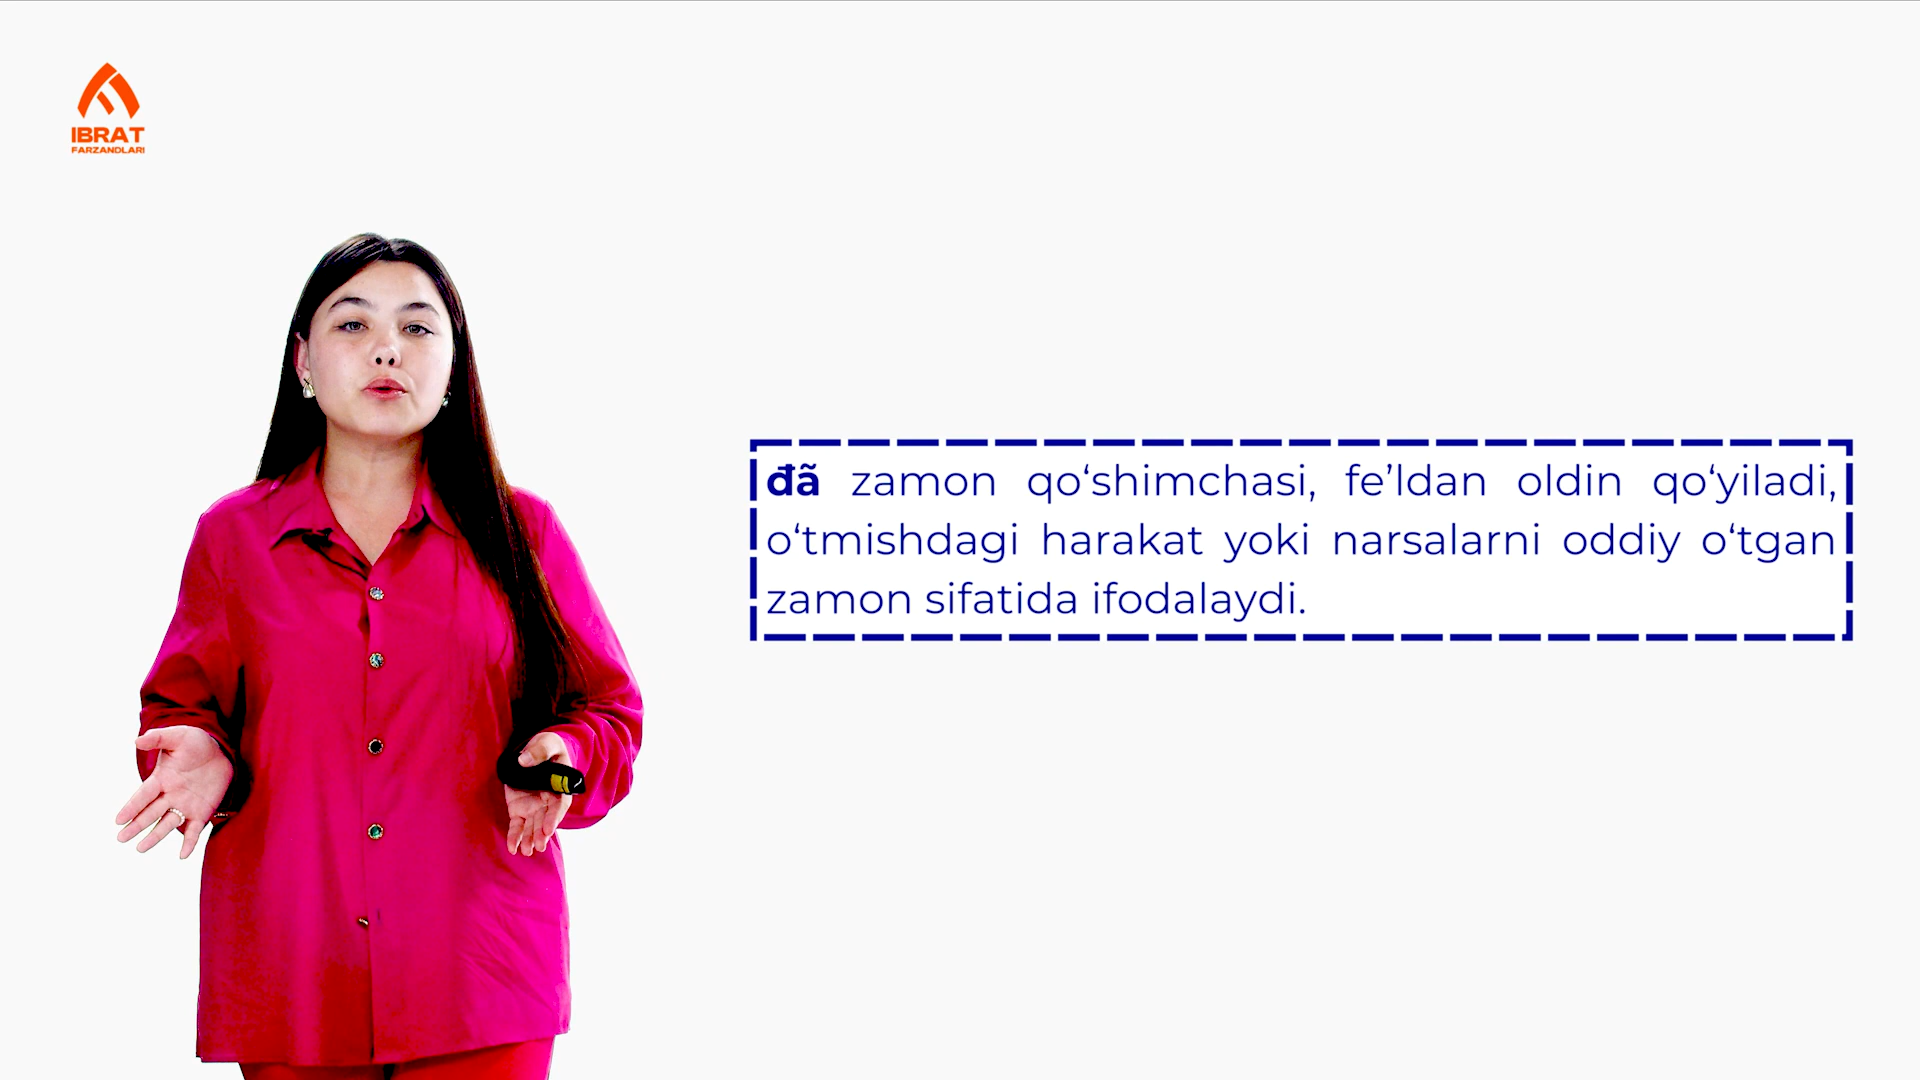 IBRAT
FARZANDLARI
đã zamon qo‘shimchasi, fe’ldan oldin qo‘yiladi,
o‘tmishdagi harakat yoki narsalarni oddiy o‘tgan
zamon sifatida ifodalaydi.